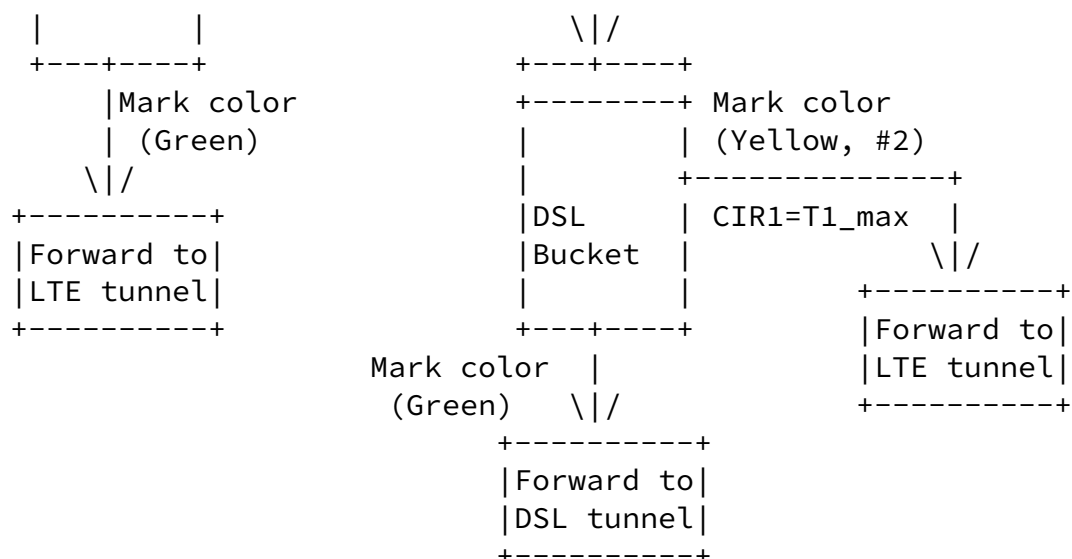 |        |                  \|/
+---+----+               +---+----+
    |Mark color          +--------+ Mark color
    | (Green)            |        | (Yellow, #2)
   \|/                   |        +--------------+
+----------+             |DSL     | CIR1=T1_max  |
|Forward to|             |Bucket  |             \|/
|LTE tunnel|             |        |        +----------+
+----------+             +---+----+        |Forward to|
                 Mark color  |             |LTE tunnel|
                  (Green)   \|/            +----------+
                        +----------+
                        |Forward to|
                        |DSL tunnel|
                        +----------+